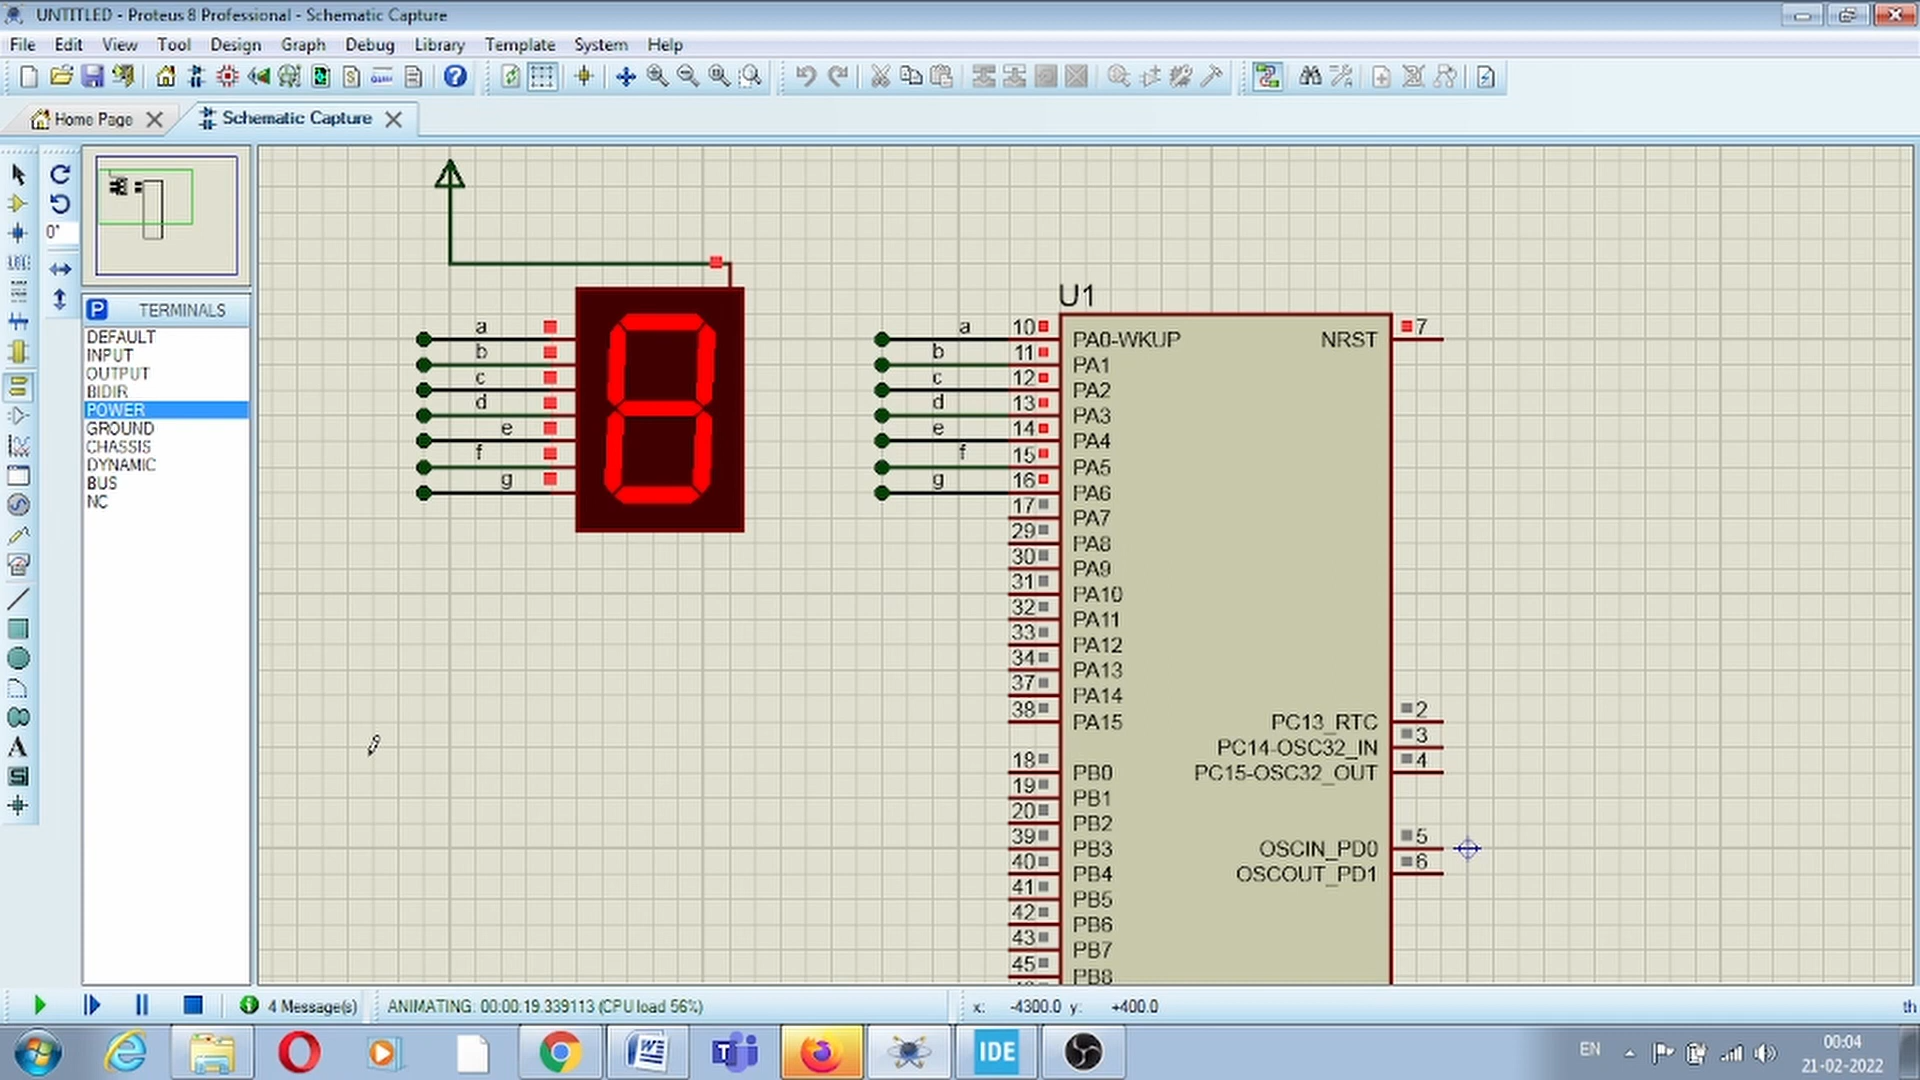 UNTITLED - Proteus 8 Professional - Schematic Capture
File Edit View Tool Design Graph Debug Library Template System Help
Home Page
Schematic Capture
0°
P TERMINALS
DEFAULT
INPUT
OUTPUT
BIDIR
POWER
GROUND
CHASSIS
DYNAMIC
BUS
NC
a
b
c
d
e
f
g
U1
a 10 PA0-WKUP NRST 7
b 11 PA1
c 12 PA2
d 13 PA3
e 14 PA4
f 15 PA5
g 16 PA6
17 PA7
29 PA8
30 PA9
31 PA10
32 PA11
33 PA12
34 PA13
37 PA14
38 PA15
PC13_RTC 2
PC14-OSC32_IN 3
PC15-OSC32_OUT 4
18 PB0
19 PB1
20 PB2
39 PB3
40 PB4
41 PB5
42 PB6
43 PB7
45 PB8
OSCIN_PD0 5
OSCOUT_PD1 6
4 Message(s)
ANIMATING: 00:00:19.339113 (CPU load 56%)
x: -4300.0 y: +400.0
th
IDE
EN
00:04
21-02-2022